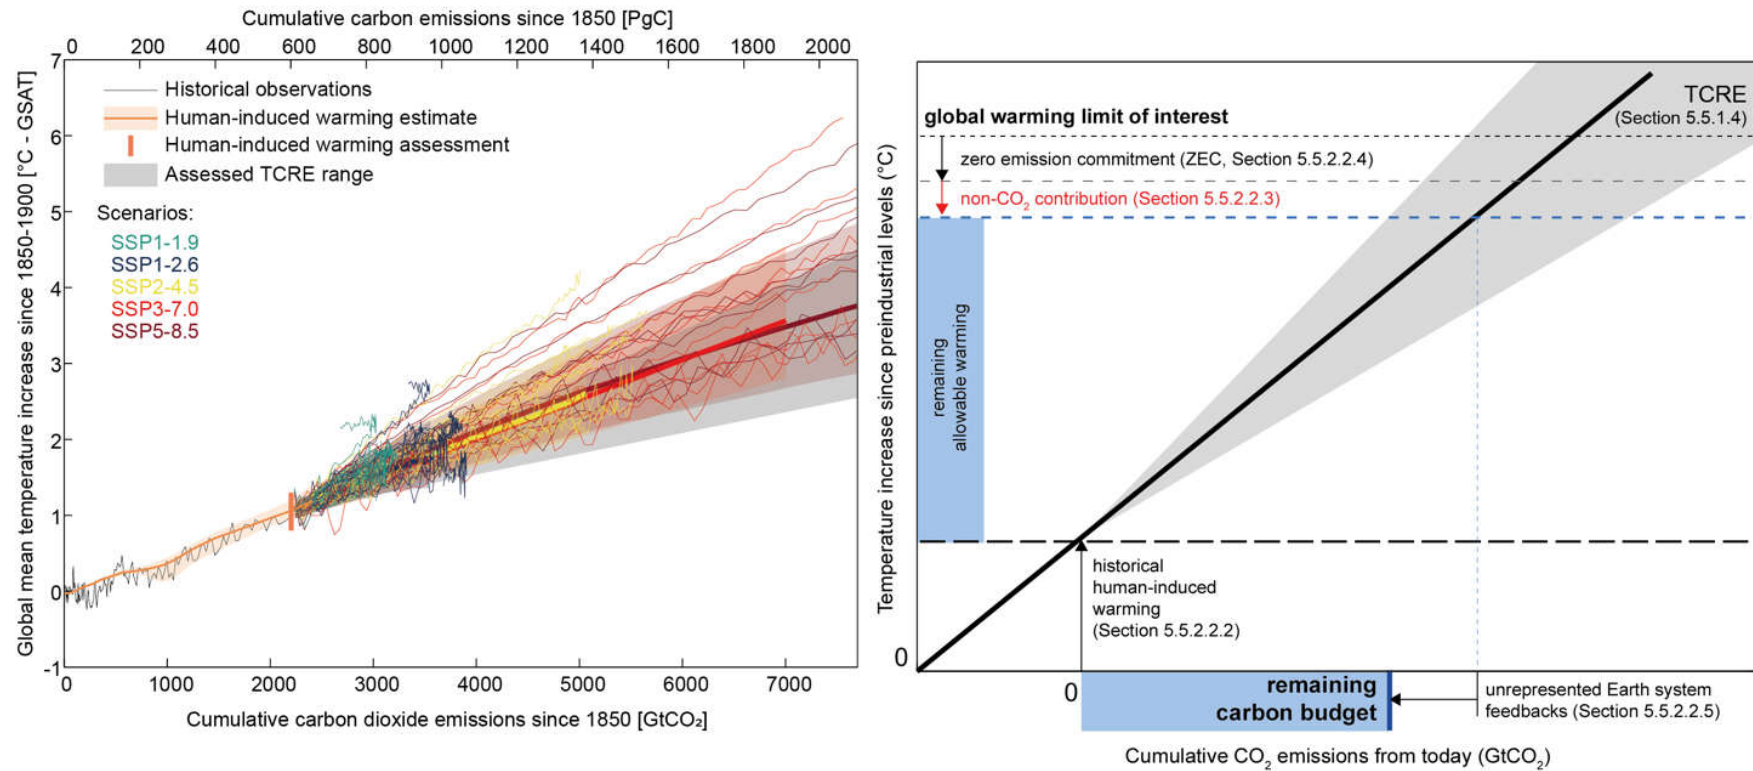 Cumulative carbon emissions since 1850 [PgC]
0 200 400 600 800 1000 1200 1400 1600 1800 2000
Global mean temperature increase since 1850-1900 [°C - GSAT]
7
6
5
4
3
2
1
0
-1
Historical observations
Human-induced warming estimate
Human-induced warming assessment
Assessed TCRE range
Scenarios:
SSP1-1.9
SSP1-2.6
SSP2-4.5
SSP3-7.0
SSP5-8.5
0 1000 2000 3000 4000 5000 6000 7000
Cumulative carbon dioxide emissions since 1850 [GtCO₂]
Temperature increase since preindustrial levels (°C)
TCRE
(Section 5.5.1.4)
global warming limit of interest
zero emission commitment (ZEC, Section 5.5.2.2.4)
non-CO₂ contribution (Section 5.5.2.2.3)
remaining
allowable warming
historical
human-induced
warming
(Section 5.5.2.2.2)
0
0
remaining
carbon budget
unrepresented Earth system
feedbacks (Section 5.5.2.2.5)
Cumulative CO₂ emissions from today (GtCO₂)